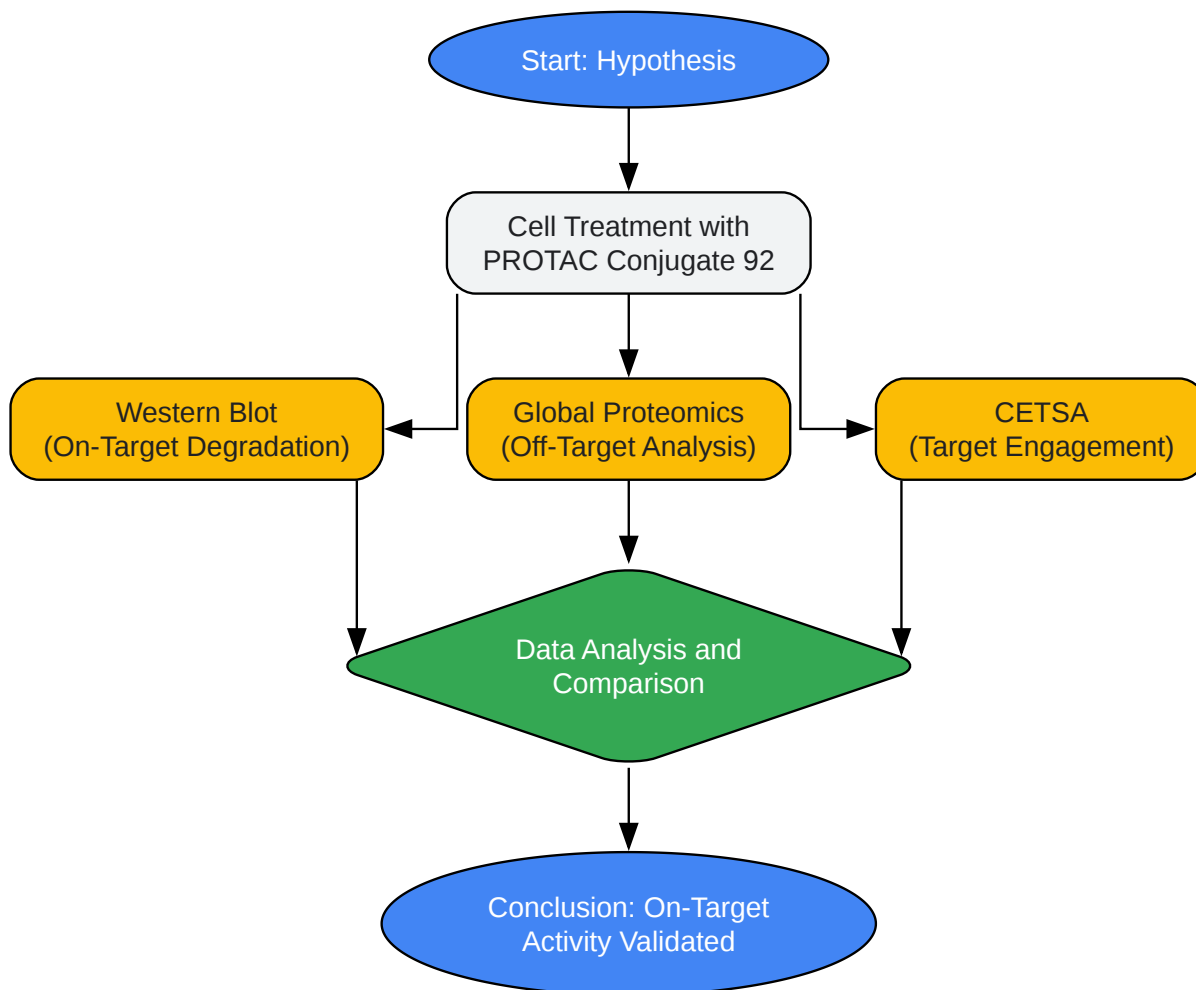 Start: Hypothesis
Cell Treatment with
PROTAC Conjugate 92
Western Blot
(On-Target Degradation)
Global Proteomics
(Off-Target Analysis)
CETSA
(Target Engagement)
Data Analysis and
Comparison
Conclusion: On-Target
Activity Validated